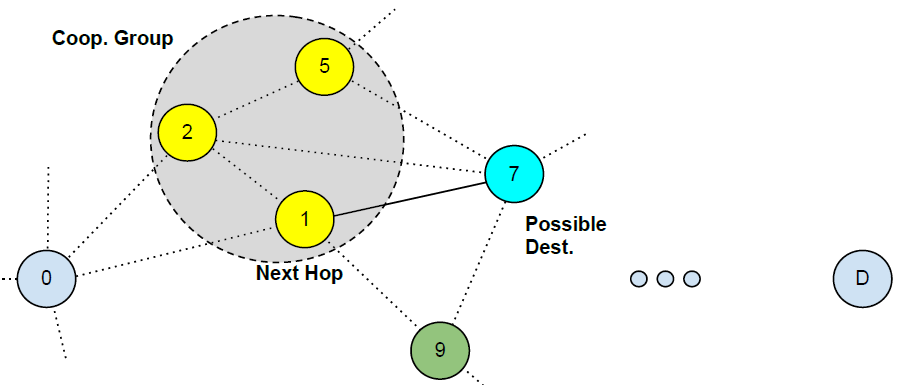 Coop. Group
5
2
7
1
Possible
Dest.
Next Hop
0
D
9